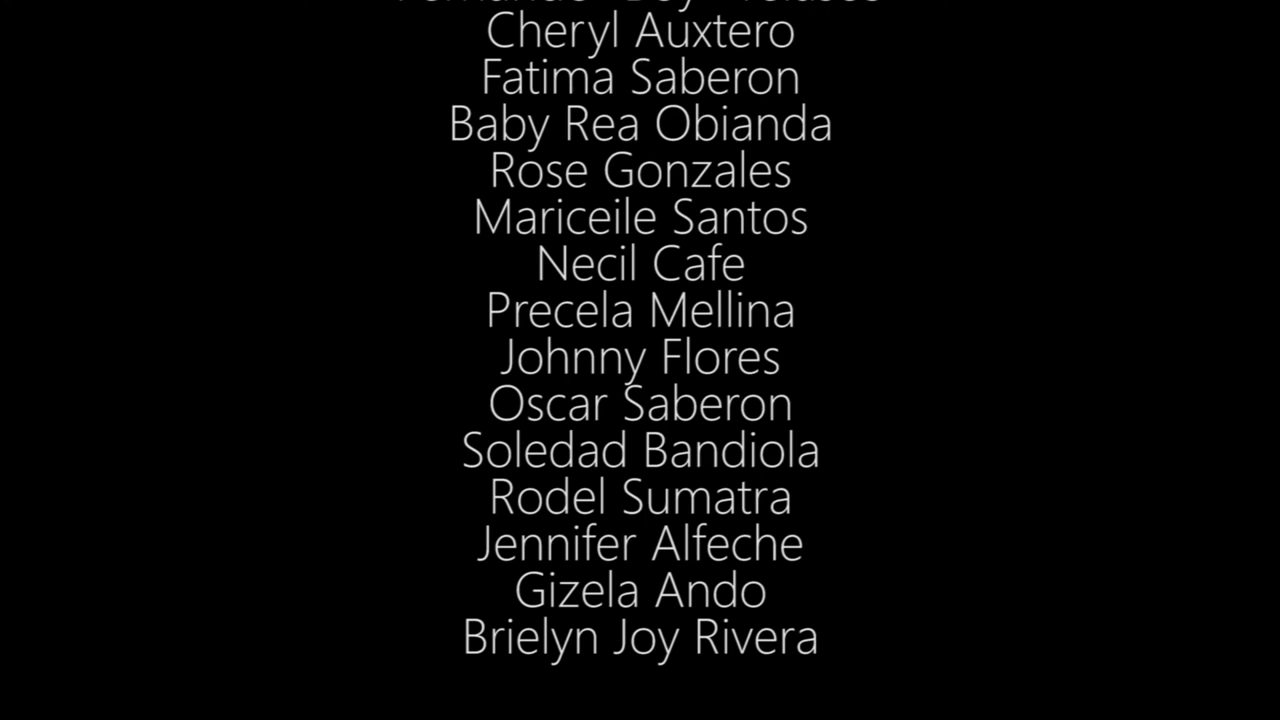 Cheryl Auxtero
Fatima Saberon
Baby Rea Obianda
Rose Gonzales
Mariceile Santos
Necil Cafe
Precela Mellina
Johnny Flores
Oscar Saberon
Soledad Bandiola
Rodel Sumatra
Jennifer Alfeche
Gizela Ando
Brielyn Joy Rivera